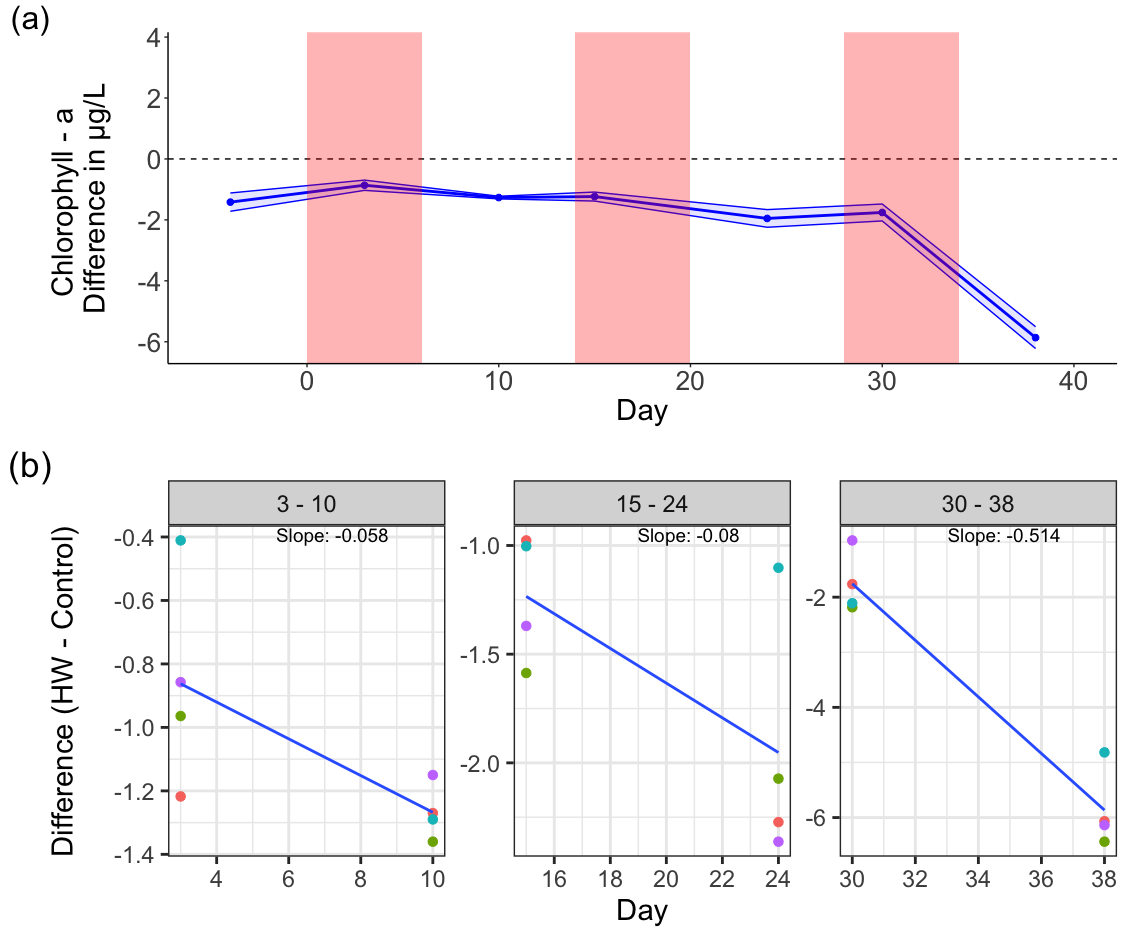 (a)
Chlorophyll - a
Difference in µg/L
4
2
0
-2
-4
-6
0 10 20 30 40
Day
(b)
Difference (HW - Control)
3 - 10
Slope: -0.058
-0.4
-0.6
-0.8
-1.0
-1.2
-1.4
4 6 8 10
15 - 24
Slope: -0.08
-1.0
-1.5
-2.0
16 18 20 22 24
30 - 38
Slope: -0.514
-2
-4
-6
30 32 34 36 38
Day